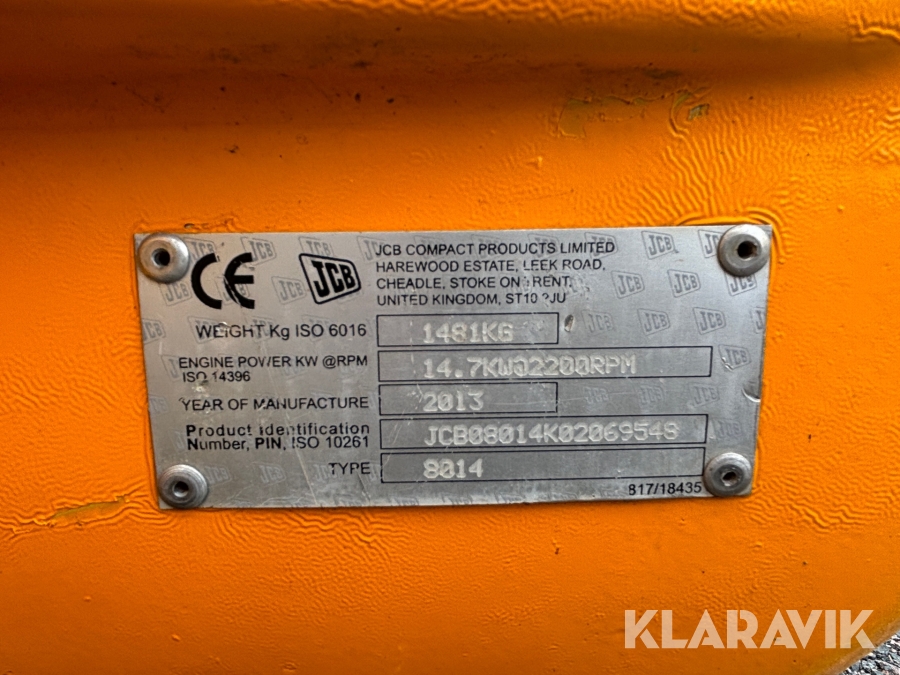 CE
JCB
JCB COMPACT PRODUCTS LIMITED
HAREWOOD ESTATE, LEEK ROAD,
CHEADLE, STOKE ON TRENT,
UNITED KINGDOM, ST10 2JU
WEIGHT Kg ISO 6016 1481KG
ENGINE POWER KW @RPM
ISO 14396 14.7KW@2200RPM
YEAR OF MANUFACTURE 2013
Product Identification
Number, PIN, ISO 10261 JCB08014K02069548
TYPE 8014
817/18435
KLARAVIK